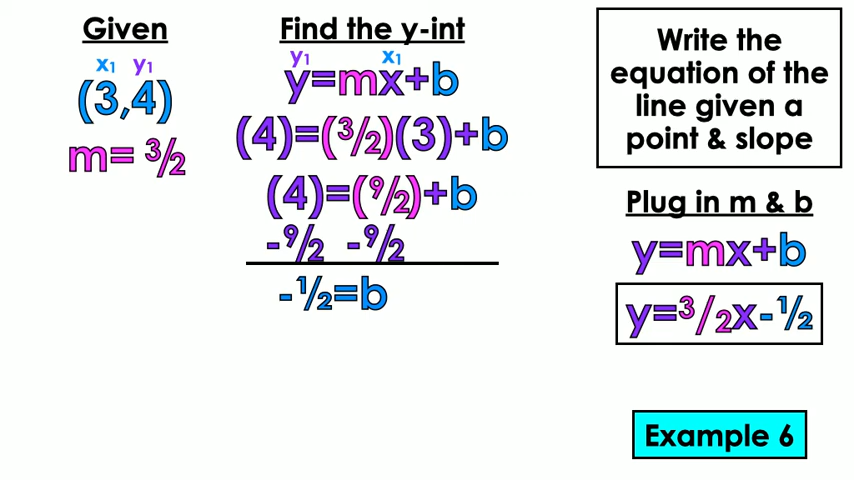 Given
x₁ y₁
(3,4)
m= ³⁄₂
Find the y-int
y₁ x₁
y=mx+b
(4)=(³⁄₂)(3)+b
(4)=(⁹⁄₂)+b
-⁹⁄₂ -⁹⁄₂
-½=b
Write the
equation of the
line given a
point & slope
Plug in m & b
y=mx+b
y=³⁄₂x-½
Example 6